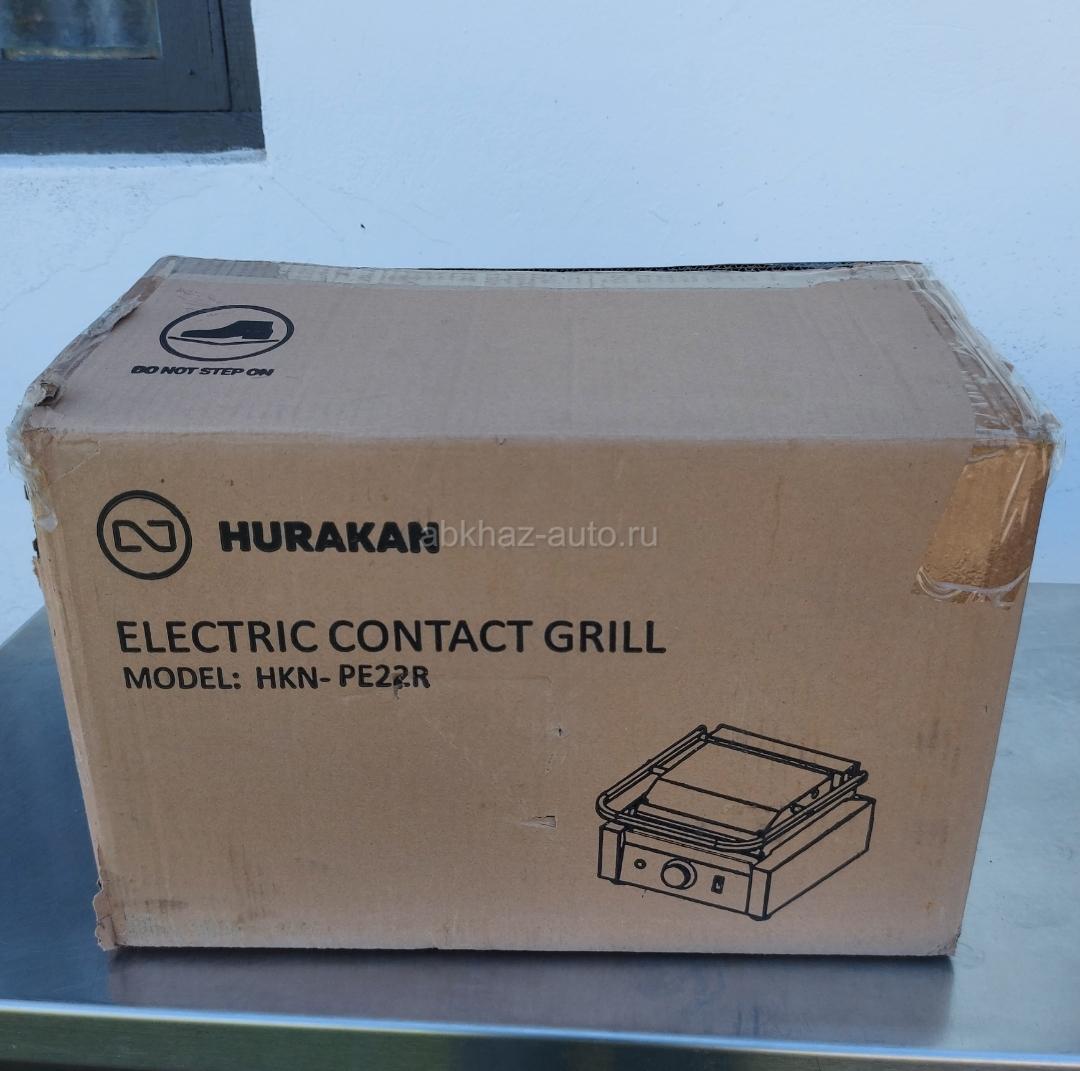 DO NOT STEP ON
HURAKAN
abkhaz-auto.ru
ELECTRIC CONTACT GRILL
MODEL: HKN- PE22R